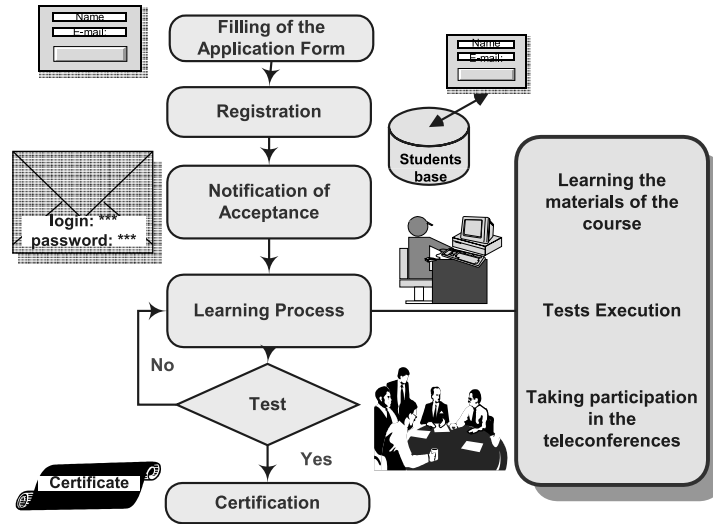 Name
E-mail:
Filling of the
Application Form
Name
E-mail:
Registration
Students
base
login: ***
password: ***
Notification of
Acceptance
Learning the
materials of the
course
Learning Process
Tests Execution
No
Test
Taking participation
in the
teleconferences
Yes
Certificate
Certification